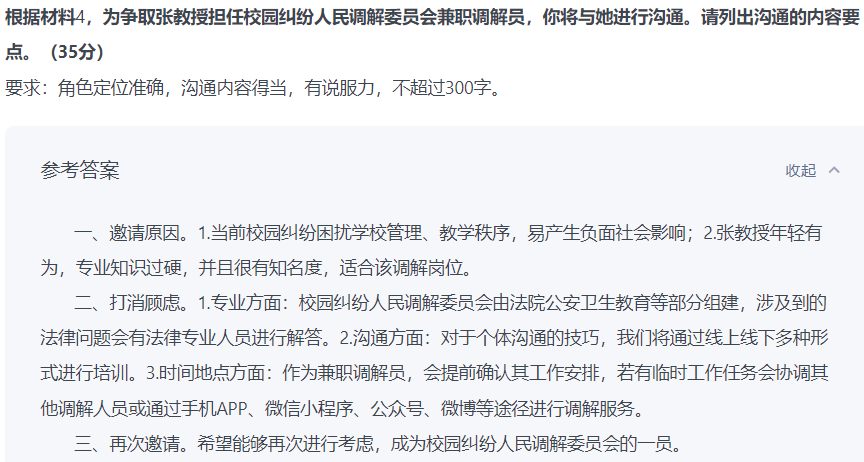 根据材料4，为争取张教授担任校园纠纷人民调解委员会兼职调解员，你将与她进行沟通。请列出沟通的内容要
点。（35分）
要求：角色定位准确，沟通内容得当，有说服力，不超过300字。
参考答案
收起
一、邀请原因。1.当前校园纠纷困扰学校管理、教学秩序，易产生负面社会影响；2.张教授年轻有
为，专业知识过硬，并且很有知名度，适合该调解岗位。
二、打消顾虑。1.专业方面：校园纠纷人民调解委员会由法院公安卫生教育等部分组建，涉及到的
法律问题会有法律专业人员进行解答。2.沟通方面：对于个体沟通的技巧，我们将通过线上线下多种形
式进行培训。3.时间地点方面：作为兼职调解员，会提前确认其工作安排，若有临时工作任务会协调其
他调解人员或通过手机APP、微信小程序、公众号、微博等途径进行调解服务。
三、再次邀请。希望能够再次进行考虑，成为校园纠纷人民调解委员会的一员。